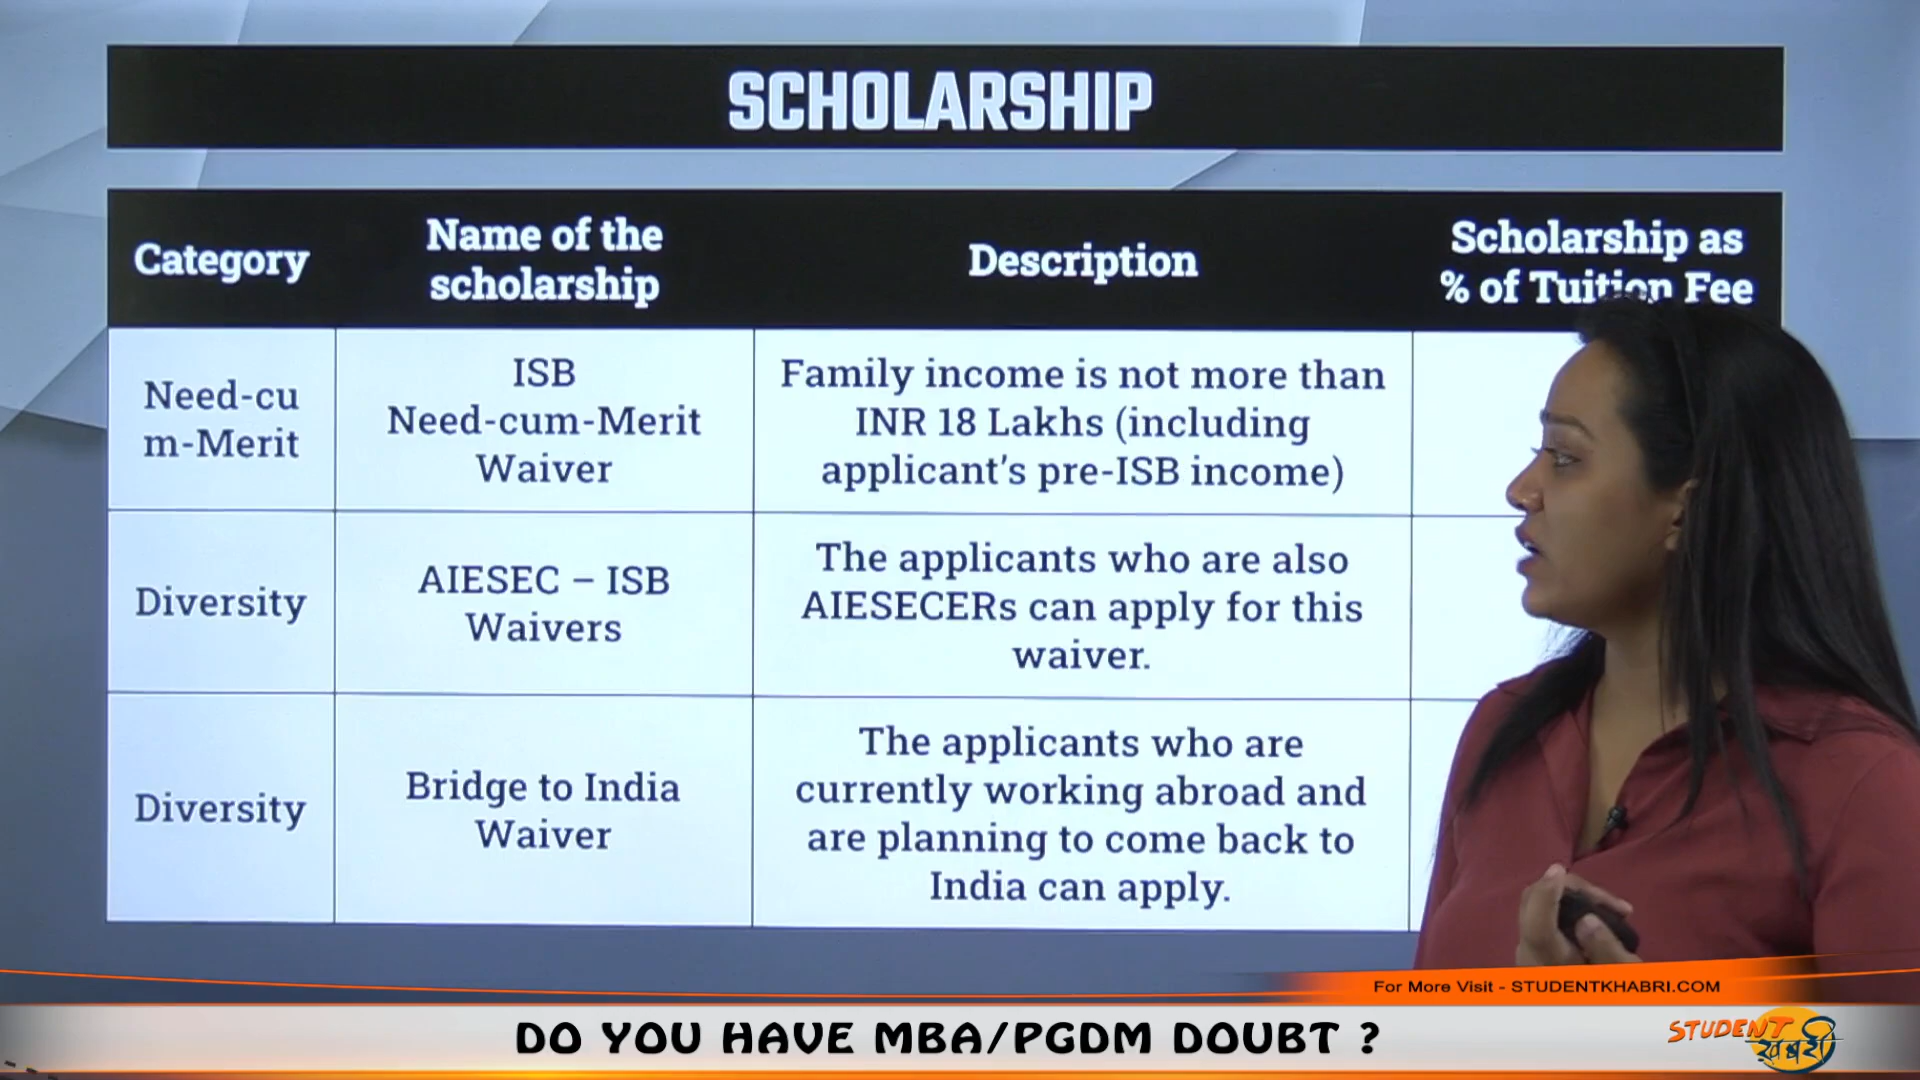 SCHOLARSHIP
Category
Name of the
scholarship
Description
Scholarship as
% of Tuition Fee
Need-cu
m-Merit
ISB
Need-cum-Merit
Waiver
Family income is not more than
INR 18 Lakhs (including
applicant's pre-ISB income)
Diversity
AIESEC – ISB
Waivers
The applicants who are also
AIESECERs can apply for this
waiver.
Diversity
Bridge to India
Waiver
The applicants who are
currently working abroad and
are planning to come back to
India can apply.
For More Visit - STUDENTKHABRI.COM
DO YOU HAVE MBA/PGDM DOUBT ?
STUDENT
खबरी